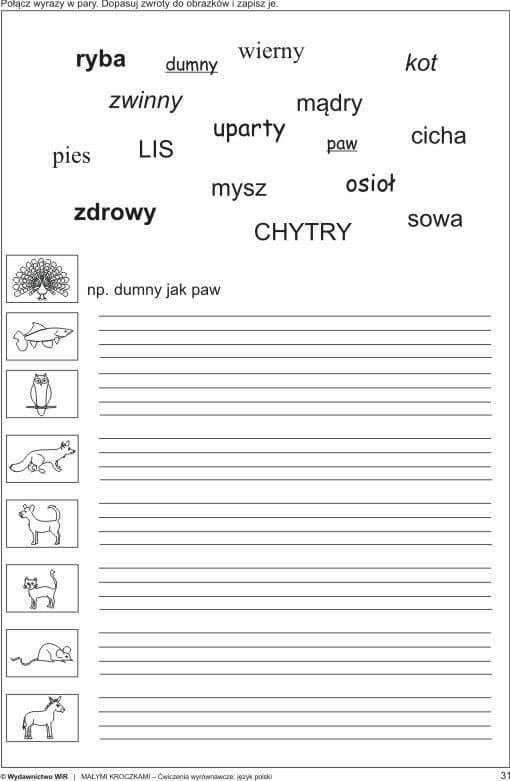 Połącz wyrazy w pary. Dopasuj zwroty do obrazków i zapisz je.
ryba dumny wierny kot
zwinny mądry
uparty
pies LIS paw cicha
mysz osioł
zdrowy CHYTRY sowa
np. dumny jak paw
© Wydawnictwo WiR | MAŁYMI KROCZKAMI – Ćwiczenia wyrównawcze: język polski 31